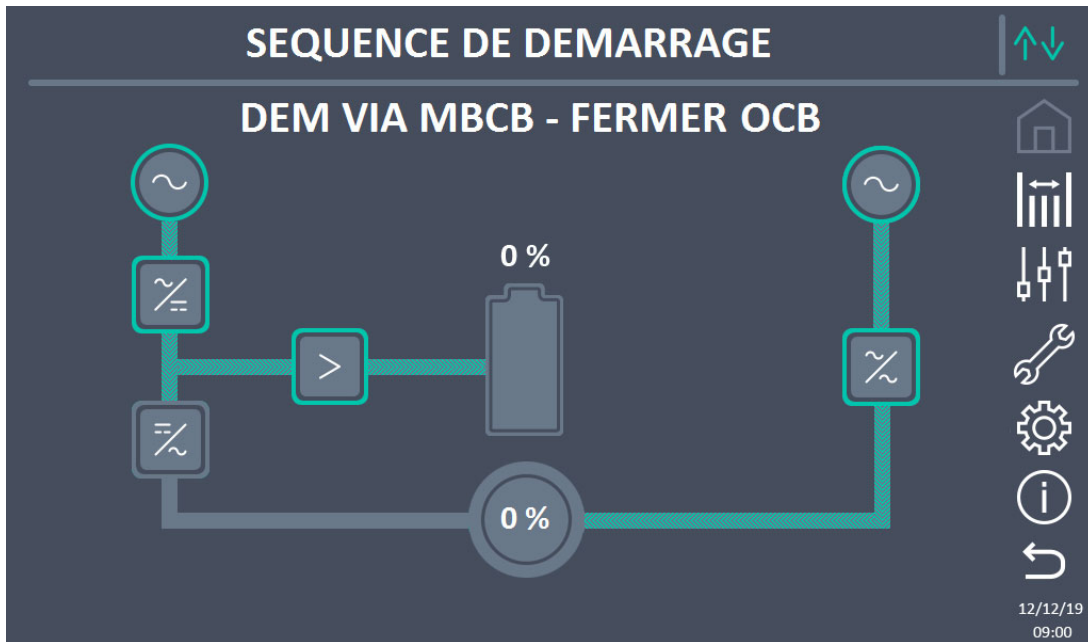 SEQUENCE DE DEMARRAGE
DEM VIA MBCB - FERMER OCB
0 %
0 %
12/12/19
09:00